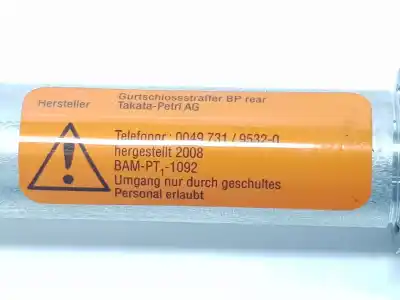 Gurtschlossstraffer BP rear
Hersteller Takata-Petri AG
Telefonnr.: 0049 731 / 9532-0
hergestellt 2008
BAM-PT₁-1092
Umgang nur durch geschultes
Personal erlaubt